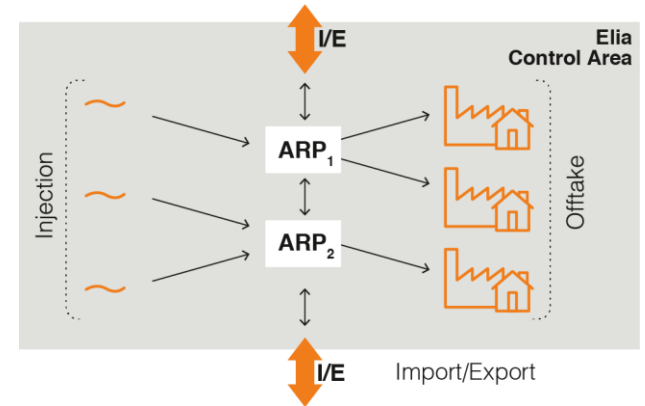 I/E
Elia
Control Area
Injection
ARP1
ARP2
Offtake
I/E
Import/Export